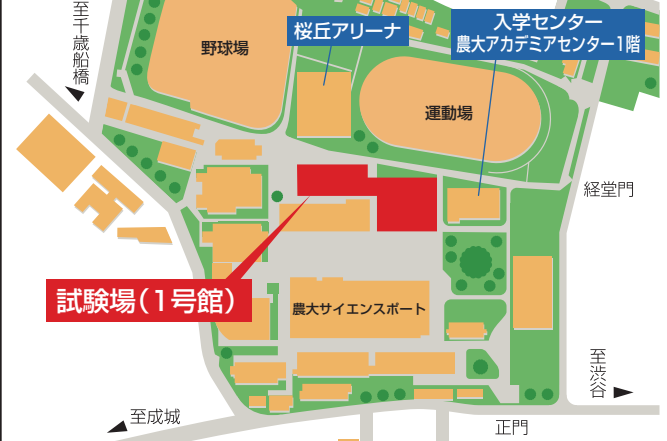 至千歳船橋
野球場
桜丘アリーナ
入学センター
農大アカデミアセンター1階
運動場
経堂門
試験場(1号館)
農大サイエンスポート
至渋谷
至成城
正門